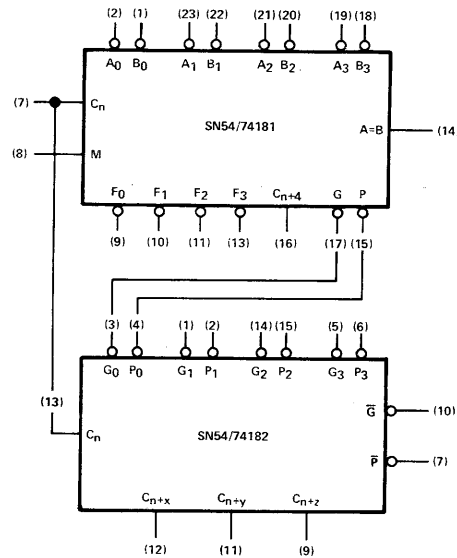 (2) (1) (23) (22) (21) (20) (19) (18)
A0 B0 A1 B1 A2 B2 A3 B3
(7) Cn
SN54/74181
A=B (14
(8) M
F0 F1 F2 F3 Cn+4 G P
(9) (10) (11) (13) (16) (17) (15)
(3) (4) (1) (2) (14) (15) (5) (6)
G0 P0 G1 P1 G2 P2 G3 P3
(13)
G̅ (10)
Cn
SN54/74182
P̅ (7)
Cn+x Cn+y Cn+z
(12) (11) (9)